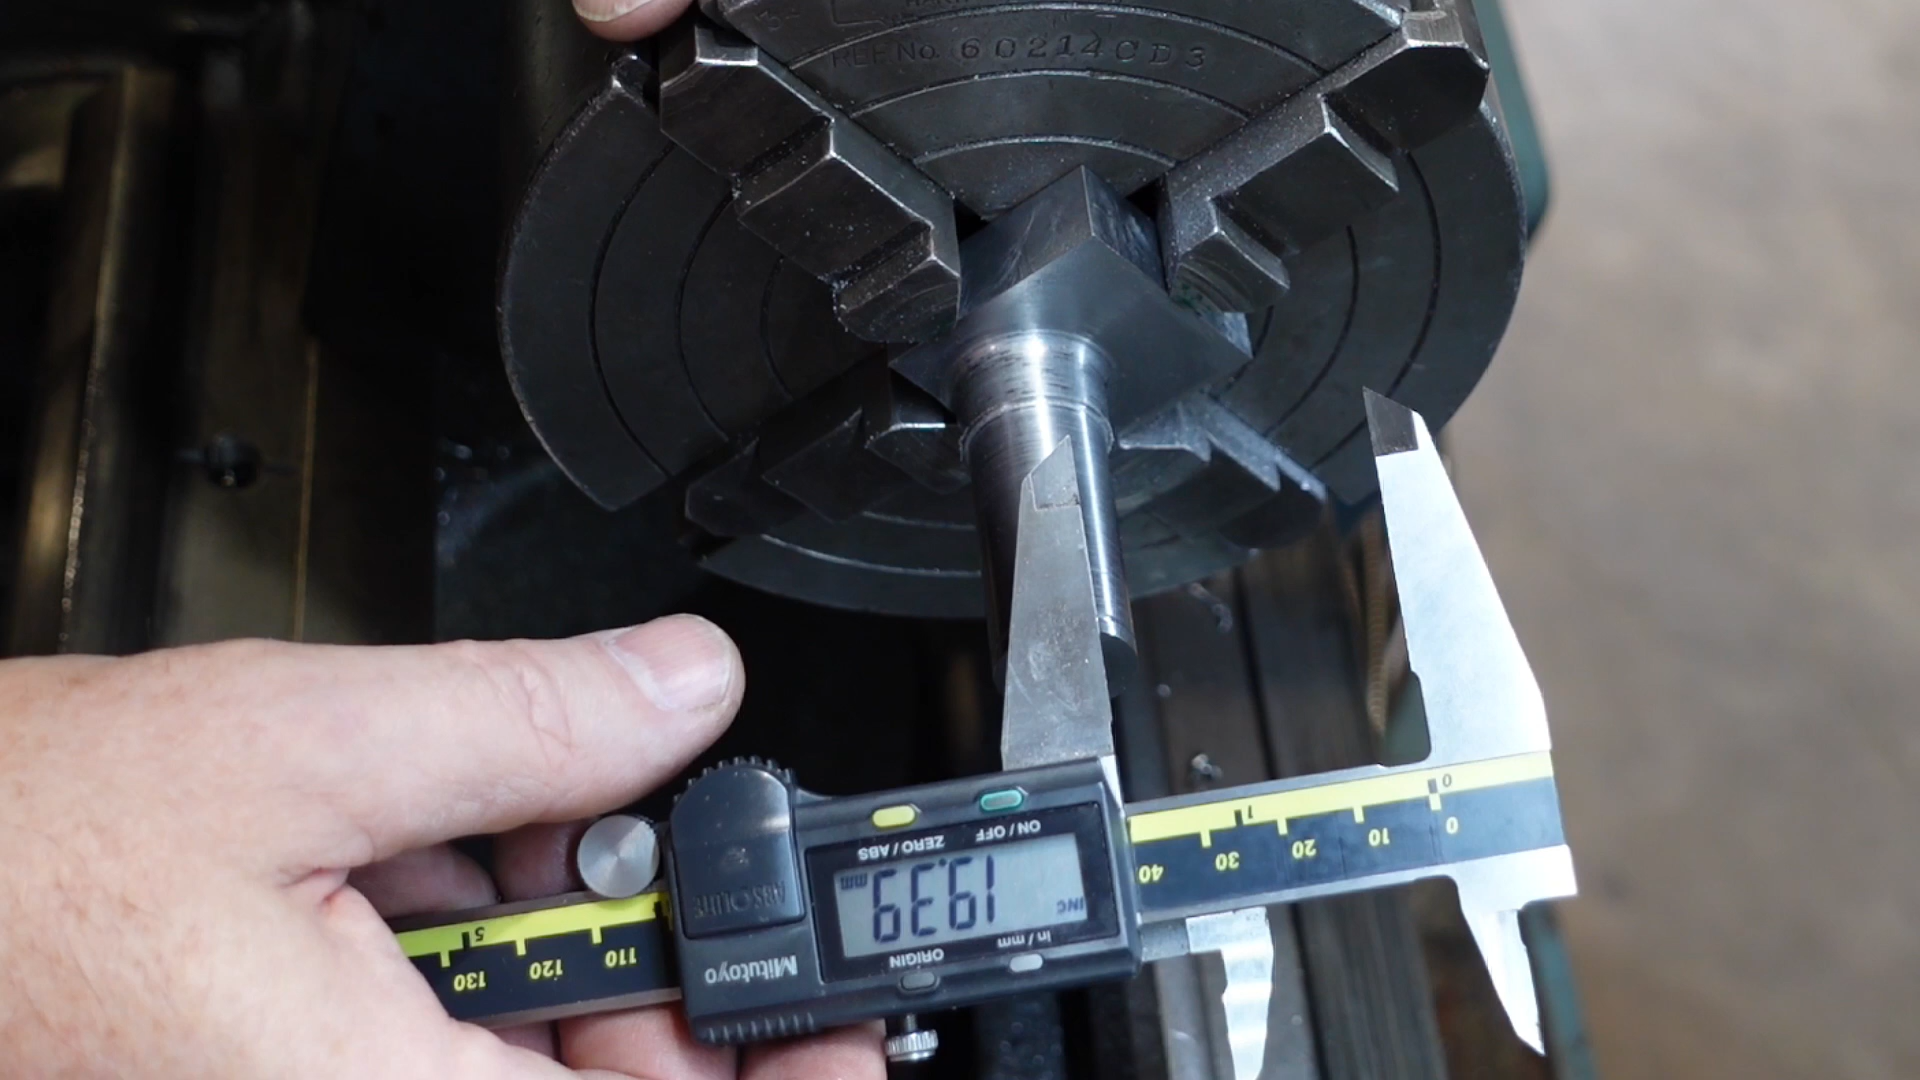 REF No. 60214CD3
Mitutoyo
ORIGIN
in/mm
INC
19.39
mm
ABSOLUTE
ZERO/ABS
ON/OFF
0 10 20 30 40
0 1
110 120 130
5